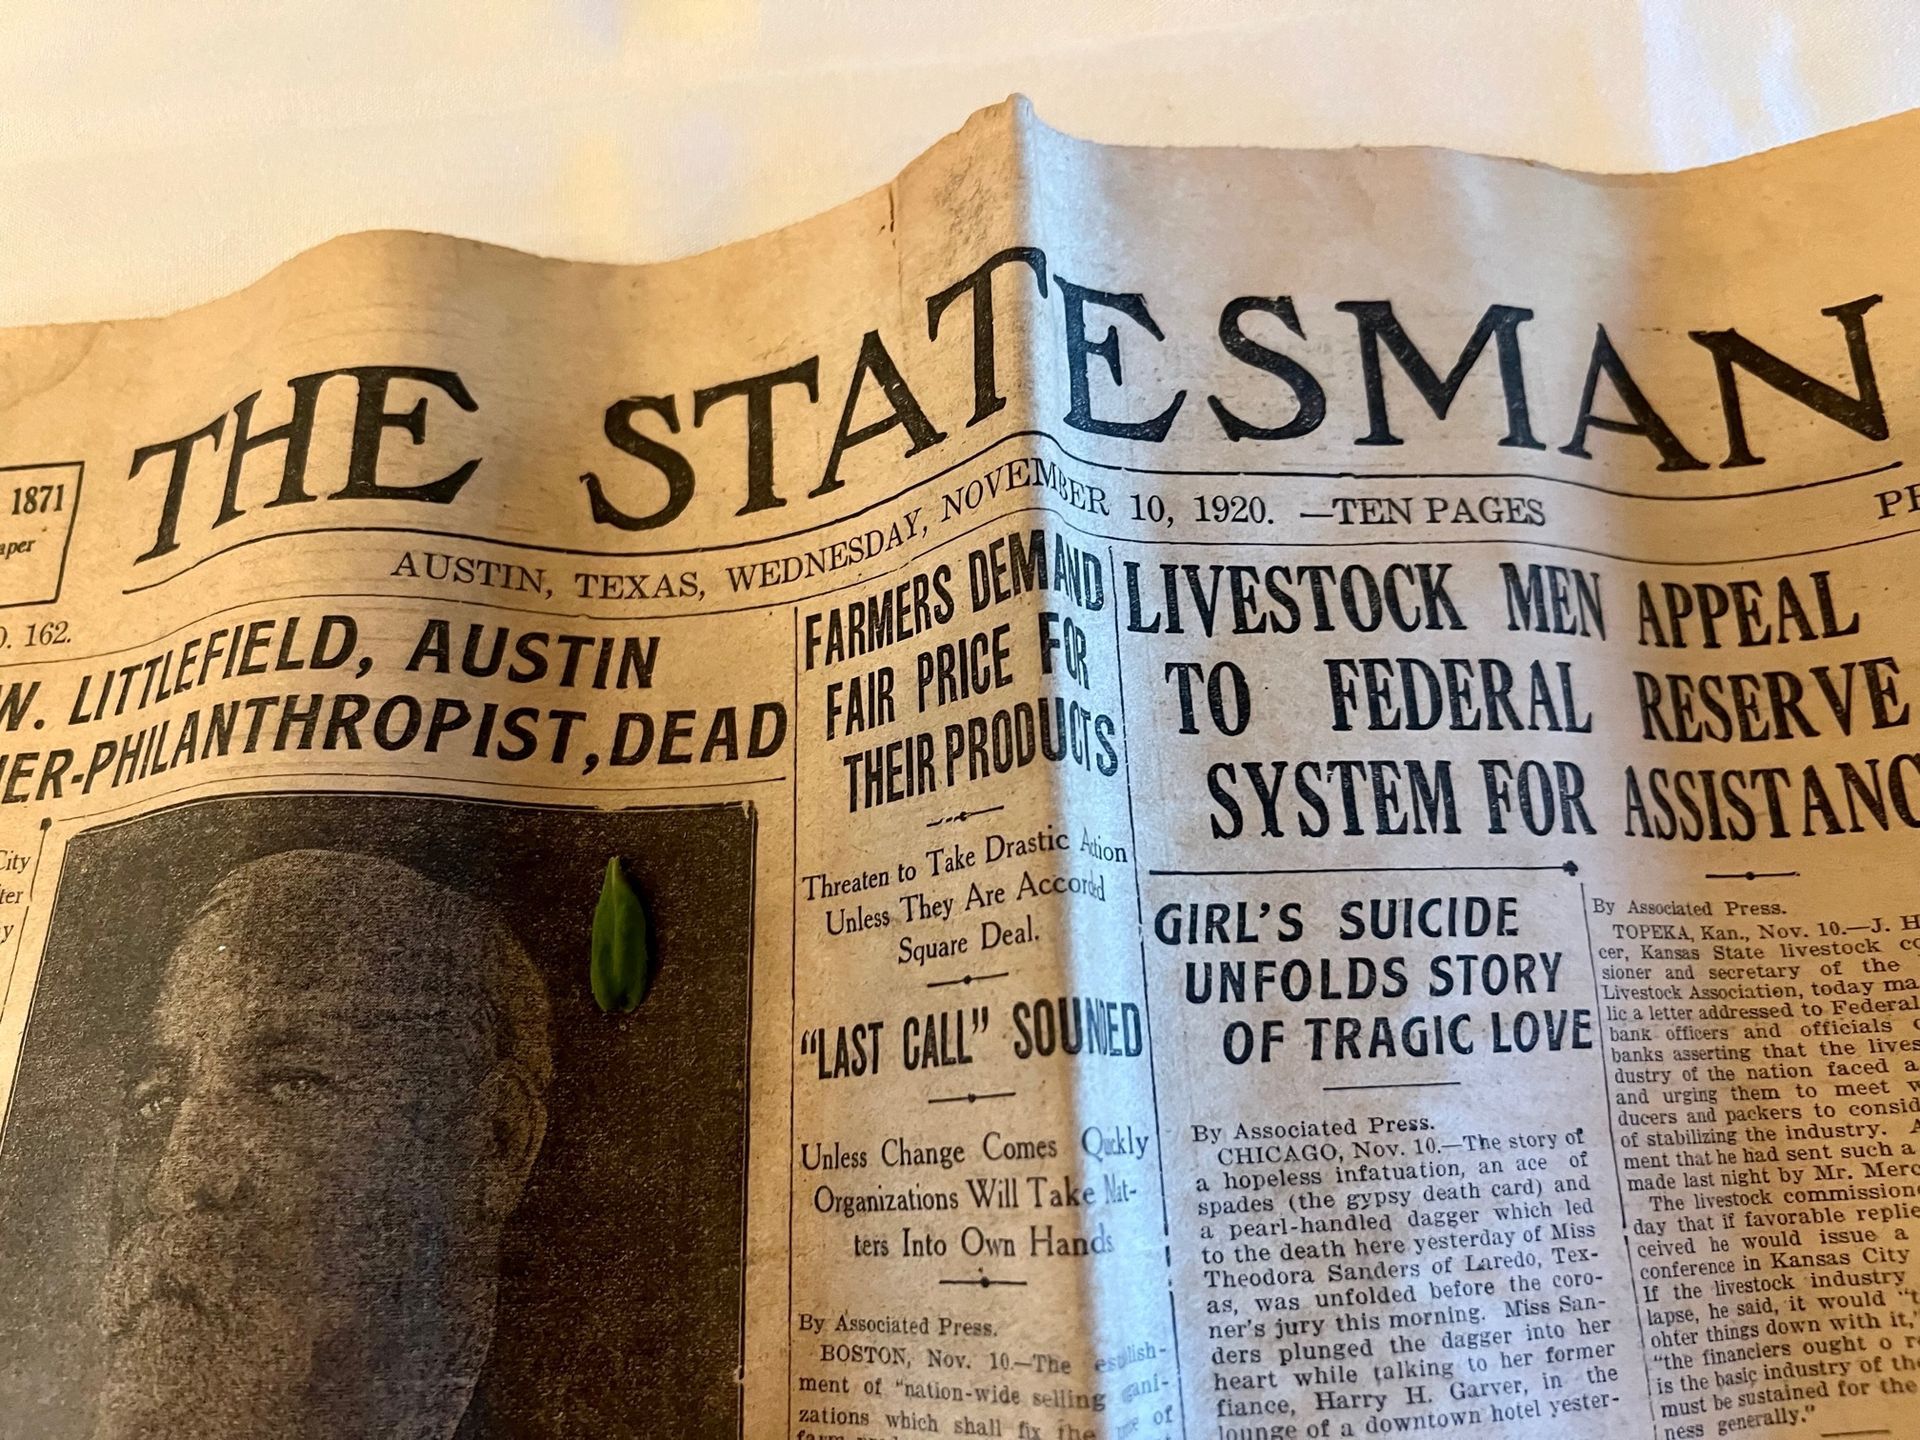 THE STATESMAN
1871
AUSTIN, TEXAS, WEDNESDAY, NOVEMBER 10, 1920. —TEN PAGES
162.
W. LITTLEFIELD, AUSTIN
ER-PHILANTHROPIST, DEAD
City
FARMERS DEMAND
FAIR PRICE FOR
THEIR PRODUCTS
Threaten to Take Drastic Action
Unless They Are Accorded
Square Deal.
"LAST CALL" SOUNDED
Unless Change Comes Quickly
Organizations Will Take Mat-
ters Into Own Hands
By Associated Press.
BOSTON, Nov. 10.—The establish-
ment of "nation-wide selling organi-
zations which shall fix the of
LIVESTOCK MEN APPEAL
TO FEDERAL RESERVE
SYSTEM FOR ASSISTANC
GIRL'S SUICIDE
UNFOLDS STORY
OF TRAGIC LOVE
By Associated Press.
CHICAGO, Nov. 10.—The story of
a hopeless infatuation, an ace of
spades (the gypsy death card) and
a pearl-handled dagger which led
to the death here yesterday of Miss
Theodora Sanders of Laredo, Tex-
as, was unfolded before the coro-
ner's jury this morning. Miss San-
ders plunged the dagger into her
heart while talking to her former
fiance, Harry H. Garver, in the
lounge of a downtown hotel yester-
By Associated Press.
TOPEKA, Kan., Nov. 10.—J. H
cer, Kansas State livestock co
sioner and secretary of the
Livestock Association, today ma
lic a letter addressed to Federal
bank officers and officials
banks asserting that the lives
dustry of the nation faced a
and urging them to meet w
ducers and packers to consid
of stabilizing the industry. A
ment that he had sent such a
made last night by Mr. Merc
The livestock commissione
day that if favorable replie
ceived he would issue a
conference in Kansas City
If the livestock industry
lapse, he said, it would "t
ohter things down with it,"
"the financiers ought o r
is the basic industry of the
must be sustained for the
ness generally."